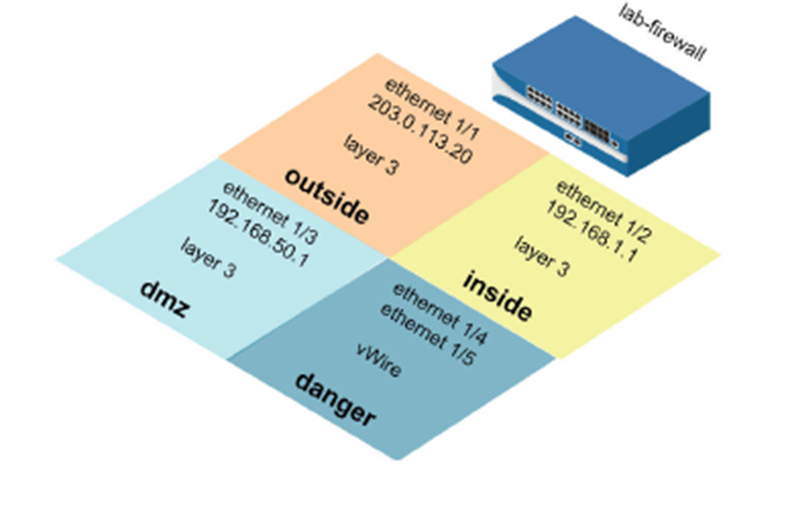 lab-firewall
ethernet 1/1
203.0.113.20
layer 3
outside
ethernet 1/2
192.168.1.1
layer 3
inside
ethernet 1/3
192.168.50.1
layer 3
dmz
ethernet 1/4
ethernet 1/5
vWire
danger